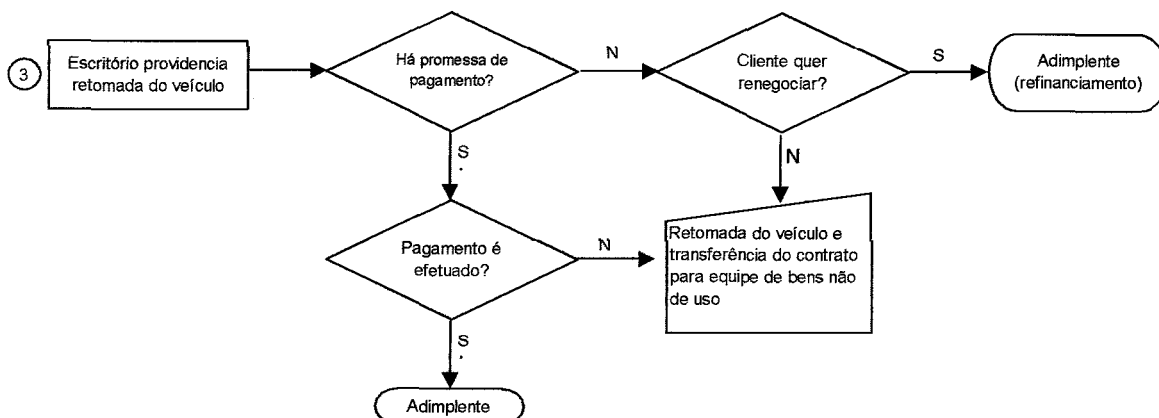 3
Escritório providencia
retomada do veículo
Há promessa de
pagamento?
N
Cliente quer
renegociar?
S
Adimplente
(refinanciamento)
S.
N
Pagamento é
efetuado?
N
Retomada do veículo e
transferência do contrato
para equipe de bens não
de uso
S.
Adimplente